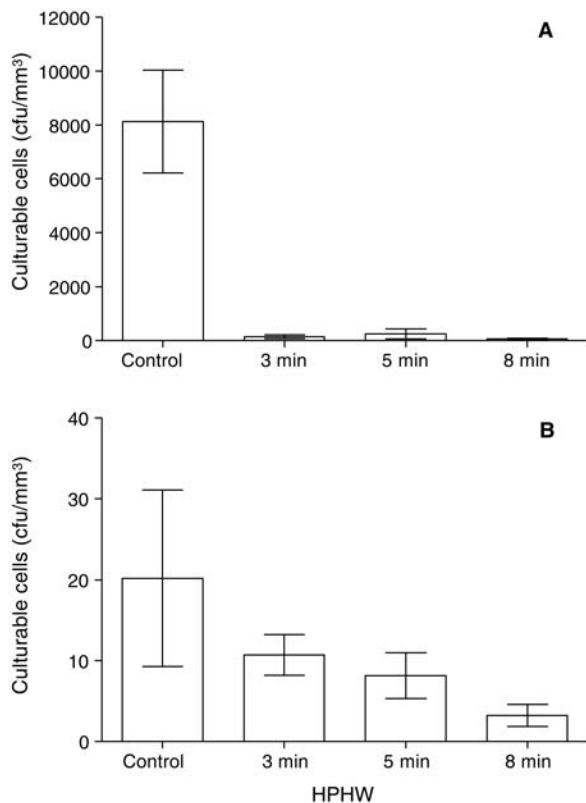 A
Culturable cells (cfu/mm³)
12000
10000
8000
6000
4000
2000
0
Control 3 min 5 min 8 min
B
Culturable cells (cfu/mm³)
40
30
20
10
0
Control 3 min 5 min 8 min
HPHW